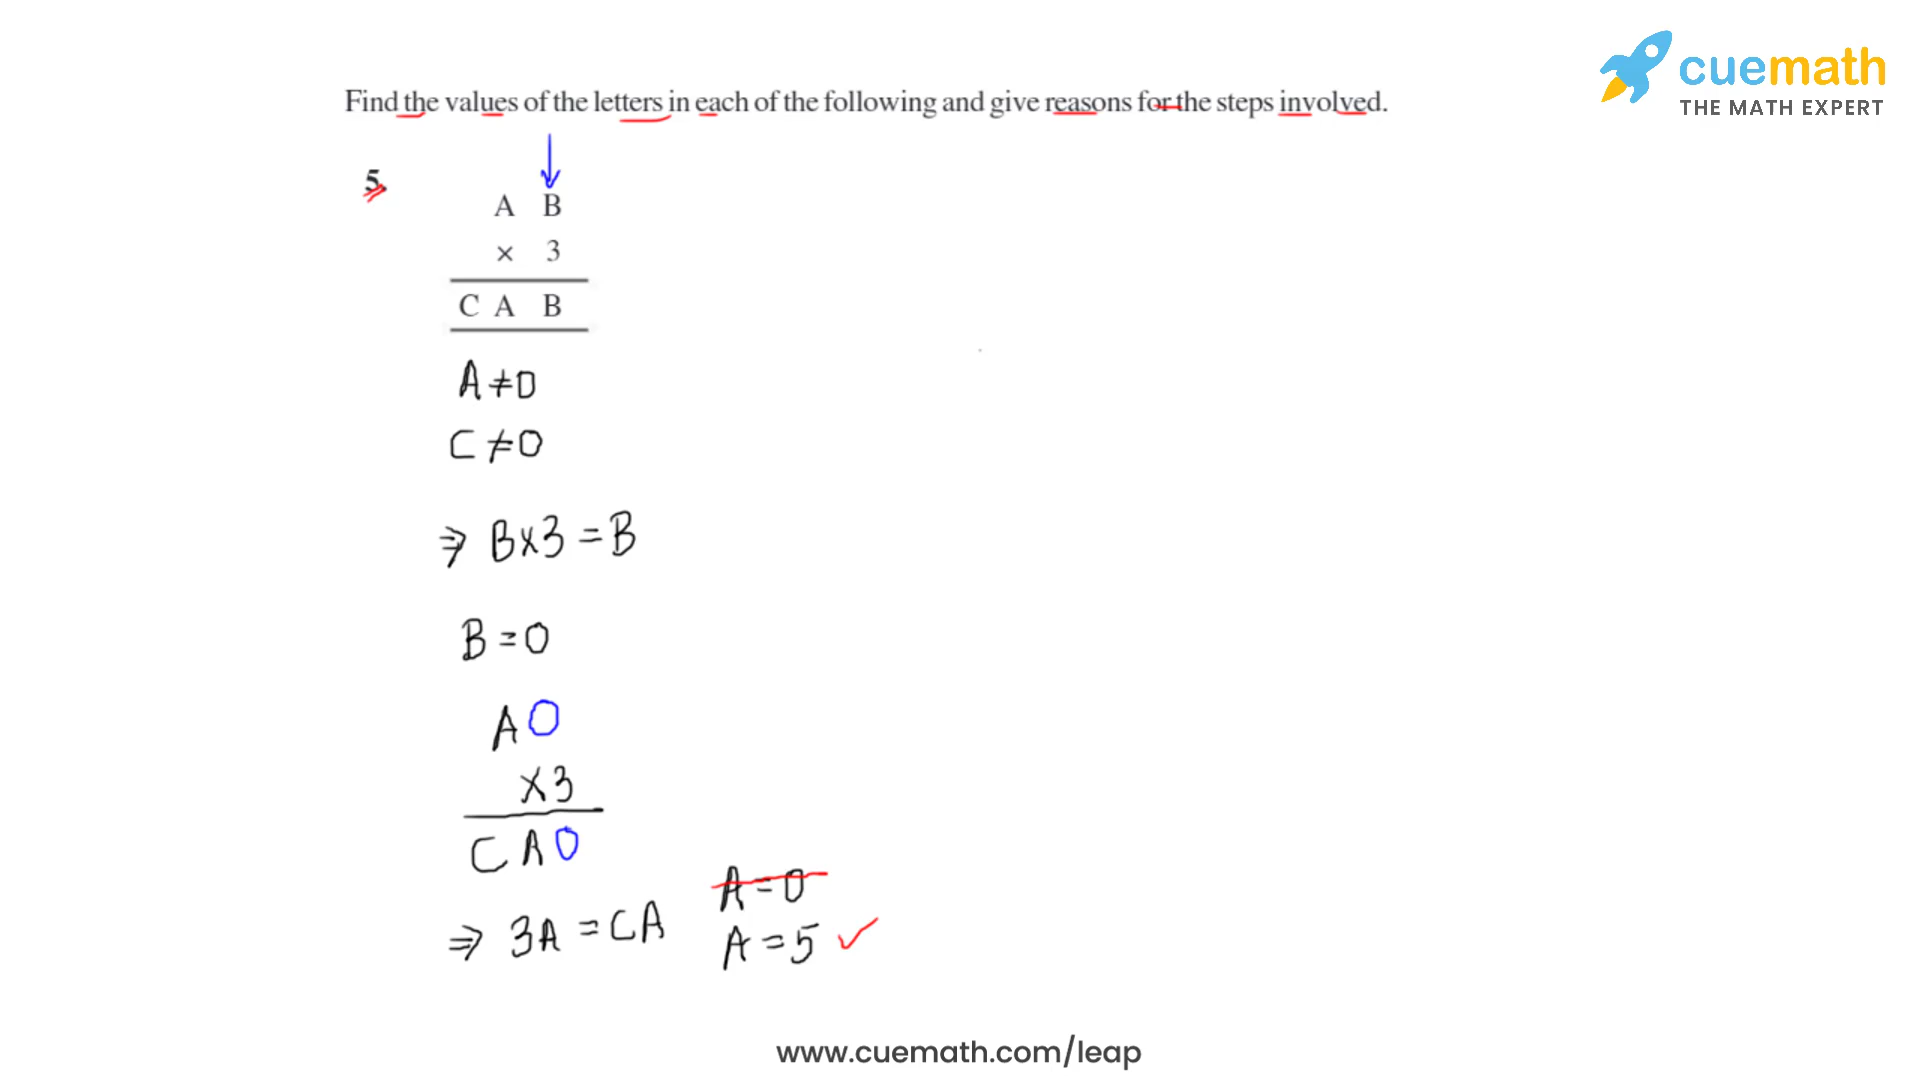 cuemath
THE MATH EXPERT
Find the values of the letters in each of the following and give reasons for the steps involved.
5.
A B
× 3
C A B
A ≠ 0
C ≠ 0
⇒ B × 3 = B
B = 0
A 0
× 3
C A 0
A = 0
⇒ 3A = CA
A = 5 ✓
www.cuemath.com/leap